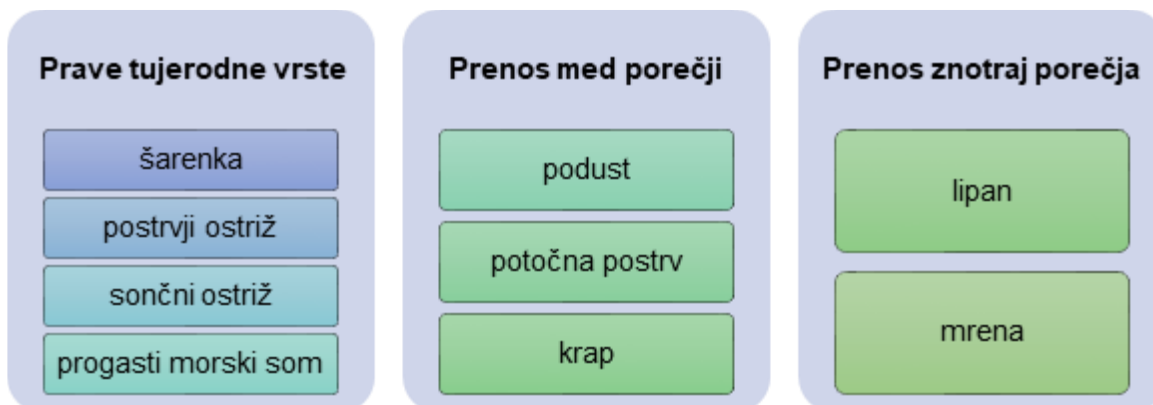 Prave tujerodne vrste
šarenka
postrvji ostriž
sončni ostriž
progasti morski som
Prenos med porečji
podust
potočna postrv
krap
Prenos znotraj porečja
lipan
mrena